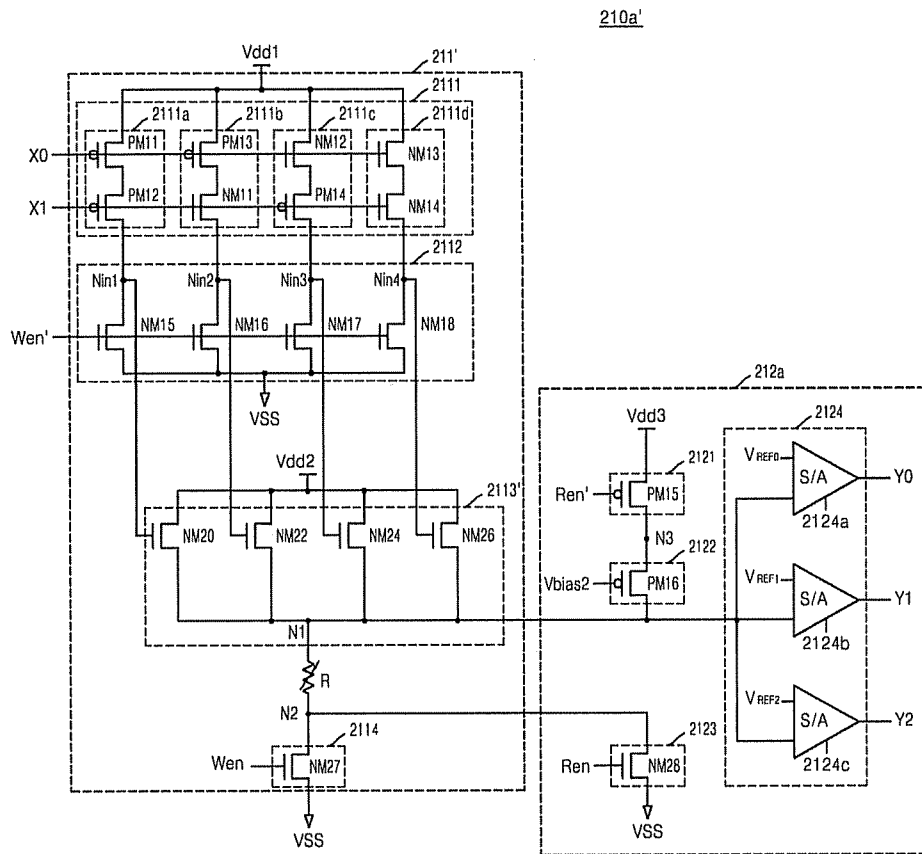 210a'
Vdd1
211'
2111
2111a
2111b
2111c
2111d
X0
PM11
PM13
NM12
NM13
X1
PM12
NM11
PM14
NM14
2112
Nin1
Nin2
Nin3
Nin4
Wen'
NM15
NM16
NM17
NM18
VSS
212a
Vdd3
2124
Vdd2
2121
VREF0
Y0
S/A
2113'
Ren'
PM15
2124a
NM20
NM22
NM24
NM26
N3
2122
Vbias2
PM16
VREF1
S/A
Y1
2124b
N1
R
N2
2114
2123
VREF2
S/A
Y2
Wen
NM27
Ren
NM28
2124c
VSS
VSS